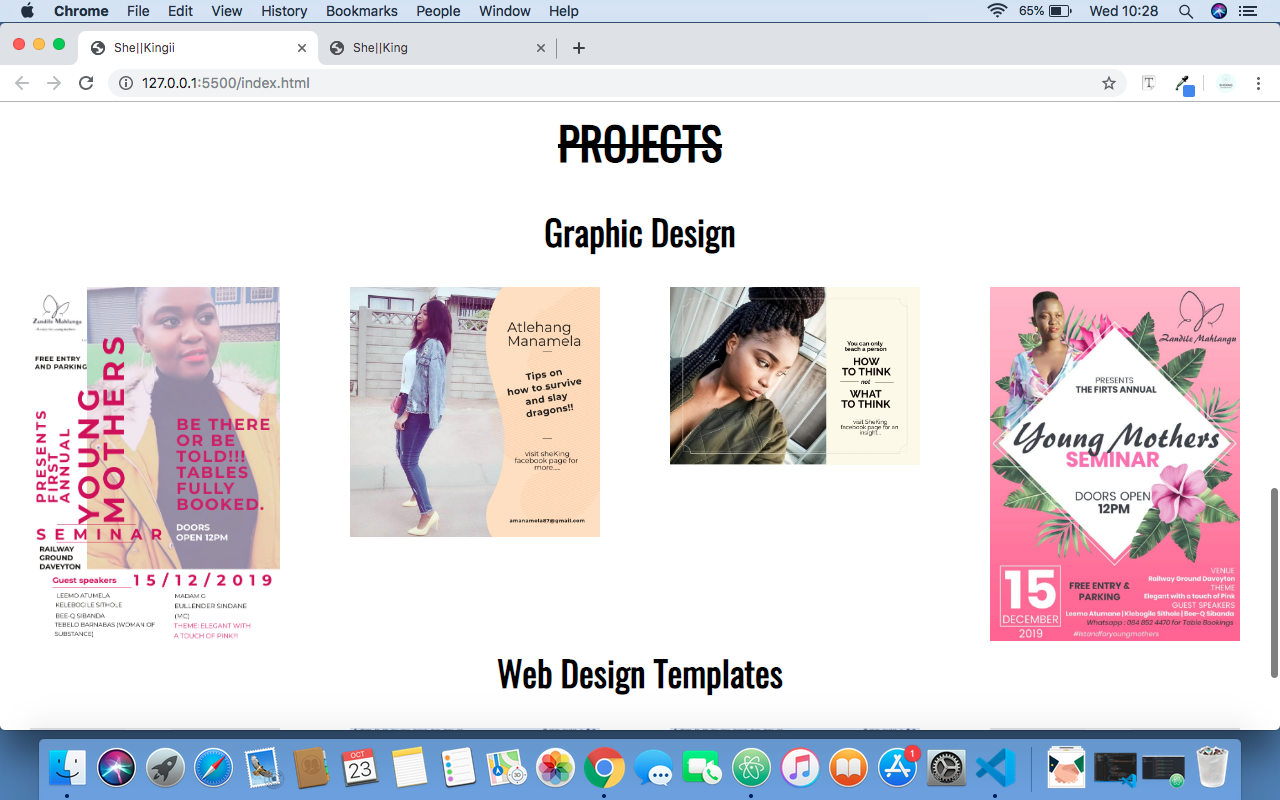 Chrome File Edit View History Bookmarks People Window Help 65% Wed 10:28
She||Kingii
She||King
127.0.0.1:5500/index.html
PROJECTS
Graphic Design
Zandile Mahlangu
FREE ENTRY
AND PARKING
PRESENTS
FIRST
ANNUAL
YOUNG
MOTHERS
SEMINAR
BE THERE
OR BE
TOLD!!!
TABLES
FULLY
BOOKED.
DOORS
OPEN 12PM
RAILWAY
GROUND
DAVEYTON
Guest speakers
15/12/2019
LEEMO ATUMELA
KELEBOGILE SITHOLE
BEE-Q SIBANDA
TEBELO BARNABAS (WOMAN OF
SUBSTANCE)
MADAM G
EULLENDER SINDANE
(MC)
THEME: ELEGANT WITH
A TOUCH OF PINK!!!
Atlehang
Manamela
Tips on
how to survive
and slay
dragons!!
visit sheKing
facebook page for
more....
amanamela87@gmail.com
You can only
teach a person
HOW
TO THINK
not
WHAT
TO THINK
visit SheKing
facebook page for an
insight...
Zandile Mahlangu
PRESENTS
THE FIRTS ANNUAL
Young Mothers
SEMINAR
DOORS OPEN
12PM
15
DECEMBER
2019
FREE ENTRY &
PARKING
VENUE
Railway Ground Daveyton
THEME
Elegant with a touch of Pink
GUEST SPEAKERS
Leemo Atumane | Klebogile Sithole | Bee-Q Sibanda
Whatsapp : 084 852 4470 for Table Bookings
#Istandforyoungmothers
Web Design Templates
OCT
23
1